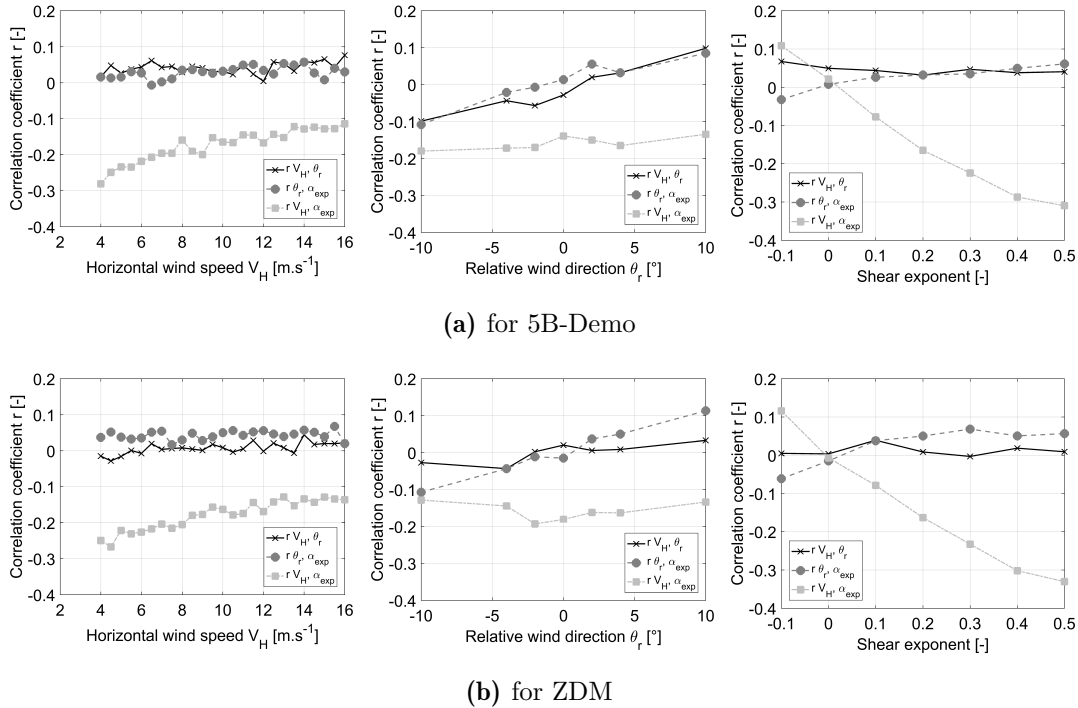 Correlation coefficient r [-]
0.2
0.1
0
-0.1
-0.2
-0.3
-0.4
r V_H, θ_r
r θ_r, α_exp
r V_H, α_exp
2 4 6 8 10 12 14 16
Horizontal wind speed V_H [m.s⁻¹]
Correlation coefficient r [-]
0.2
0.1
0
-0.1
-0.2
-0.3
-0.4
r V_H, θ_r
r θ_r, α_exp
r V_H, α_exp
-10 -5 0 5 10
Relative wind direction θ_r [°]
Correlation coefficient r [-]
0.2
0.1
0
-0.1
-0.2
-0.3
-0.4
r V_H, θ_r
r θ_r, α_exp
r V_H, α_exp
-0.1 0 0.1 0.2 0.3 0.4 0.5
Shear exponent [-]
(a) for 5B-Demo
Correlation coefficient r [-]
0.2
0.1
0
-0.1
-0.2
-0.3
-0.4
r V_H, θ_r
r θ_r, α_exp
r V_H, α_exp
2 4 6 8 10 12 14 16
Horizontal wind speed V_H [m.s⁻¹]
Correlation coefficient r [-]
0.2
0.1
0
-0.1
-0.2
-0.3
-0.4
r V_H, θ_r
r θ_r, α_exp
r V_H, α_exp
-10 -5 0 5 10
Relative wind direction θ_r [°]
Correlation coefficient r [-]
0.2
0.1
0
-0.1
-0.2
-0.3
-0.4
r V_H, θ_r
r θ_r, α_exp
r V_H, α_exp
-0.1 0 0.1 0.2 0.3 0.4 0.5
Shear exponent [-]
(b) for ZDM